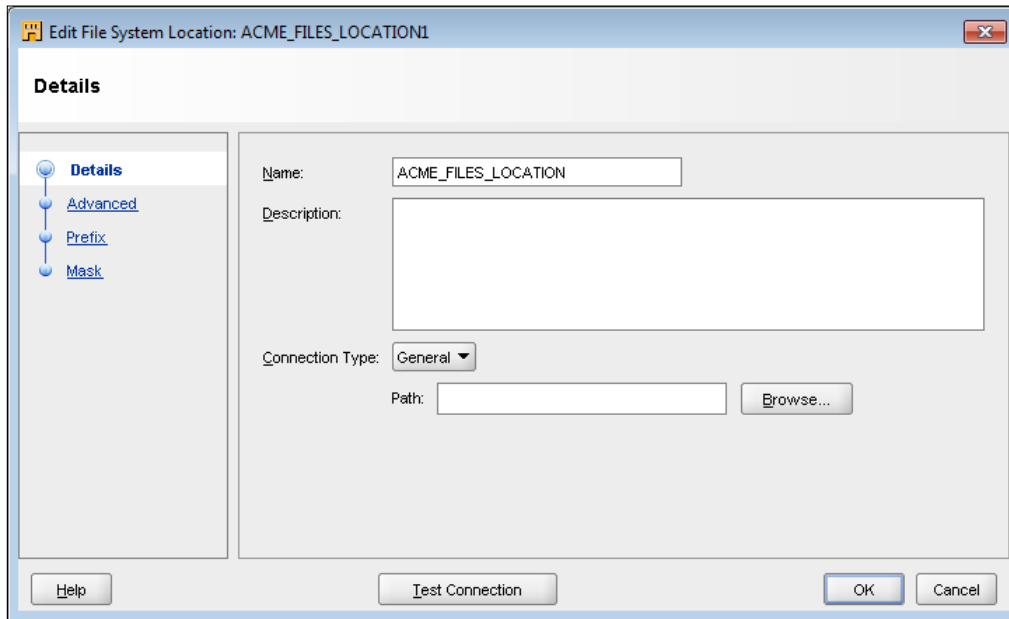 Edit File System Location: ACME_FILES_LOCATION1
Details
Details
Advanced
Prefix
Mask
Name: ACME_FILES_LOCATION
Description:
Connection Type: General
Path: Browse...
Help Test Connection OK Cancel